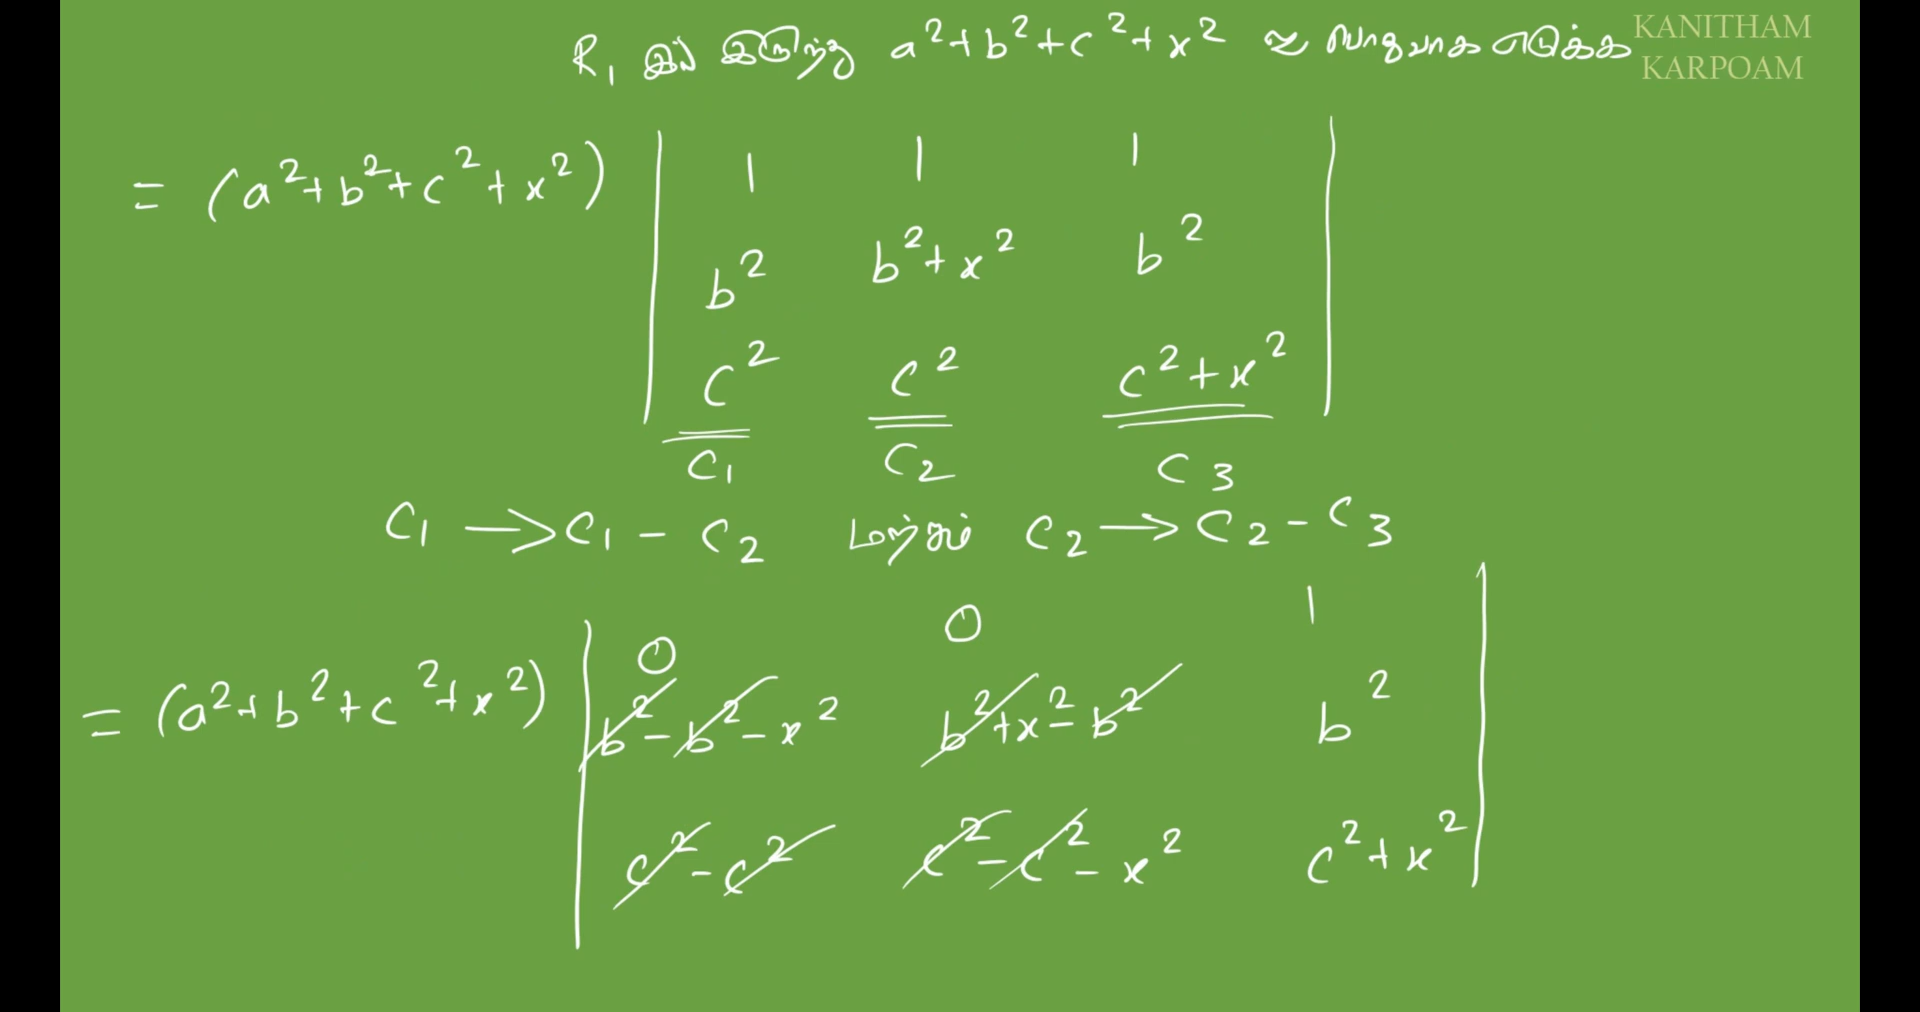 R₁ இல் இருந்து a²+b²+c²+x² ஐ பொதுவாக எடுக்க
KANITHAM
KARPOAM
= (a²+b²+c²+x²) | 1 1 1 |
b² b²+x² b²
c² c² c²+x²
C₁ C₂ C₃
C₁ → C₁ - C₂ மற்றும் C₂ → C₂ - C₃
0 0 1
= (a²+b²+c²+x²) | b²-b²-x² b²+x²-b² b² |
c²-c² c²-c²-x² c²+x²